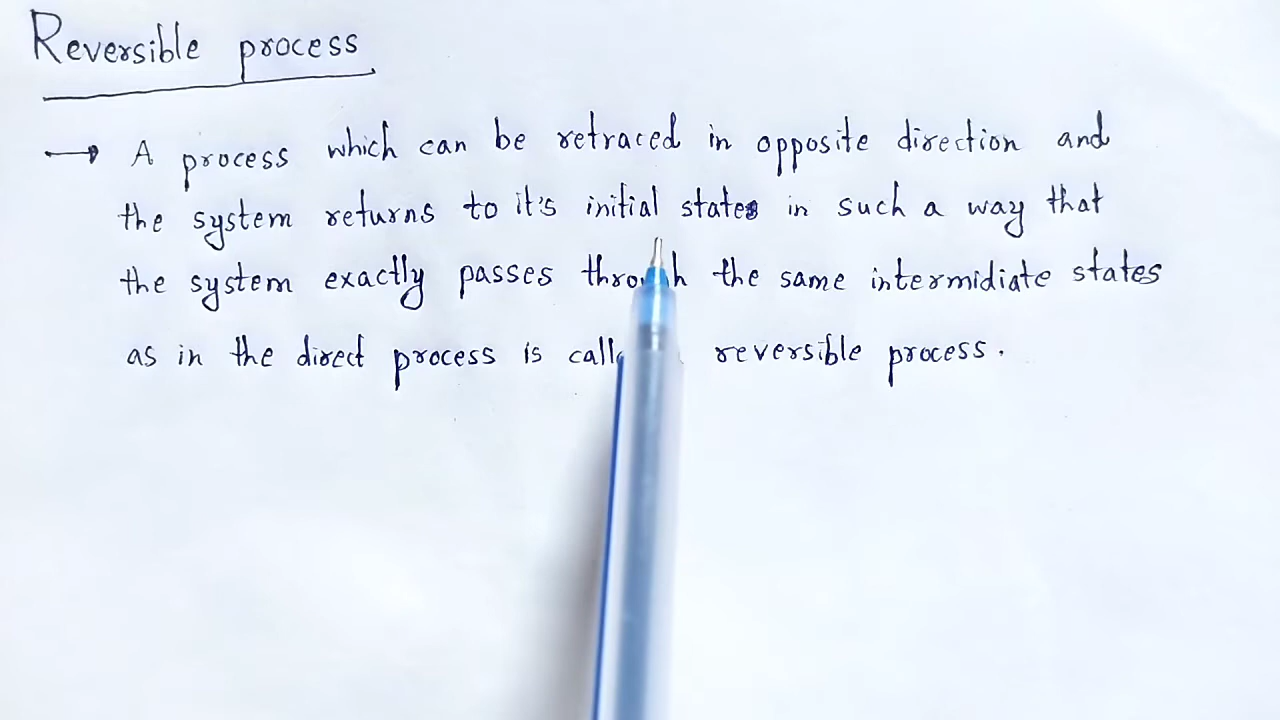 Reversible process
→ A process which can be retraced in opposite direction and
the system returns to it's initial states in such a way that
the system exactly passes through the same intermidiate states
as in the direct process is reversible process.